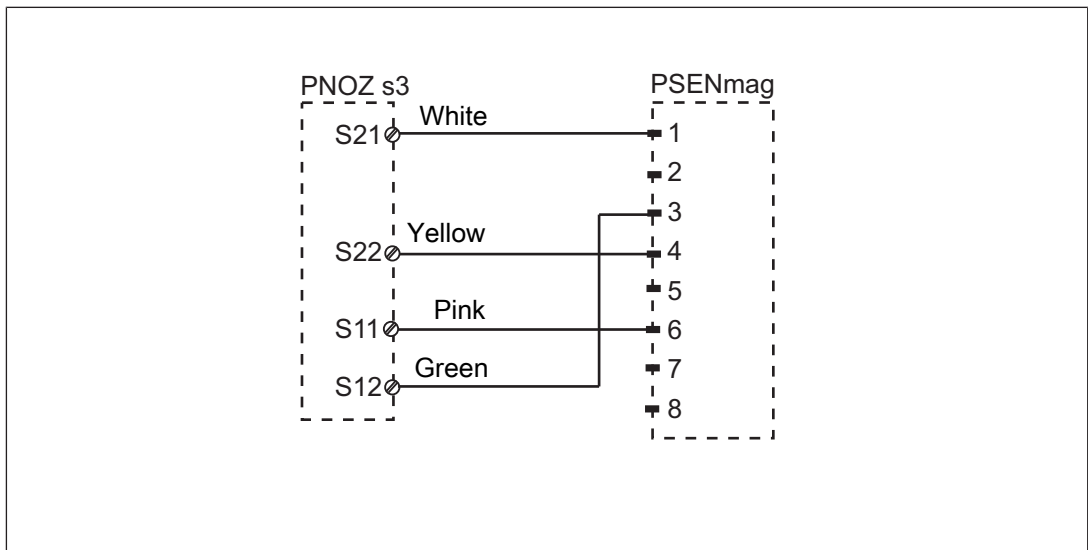 PNOZ s3
PSENmag
S21
White
1
2
3
S22
Yellow
4
5
S11
Pink
6
7
S12
Green
8